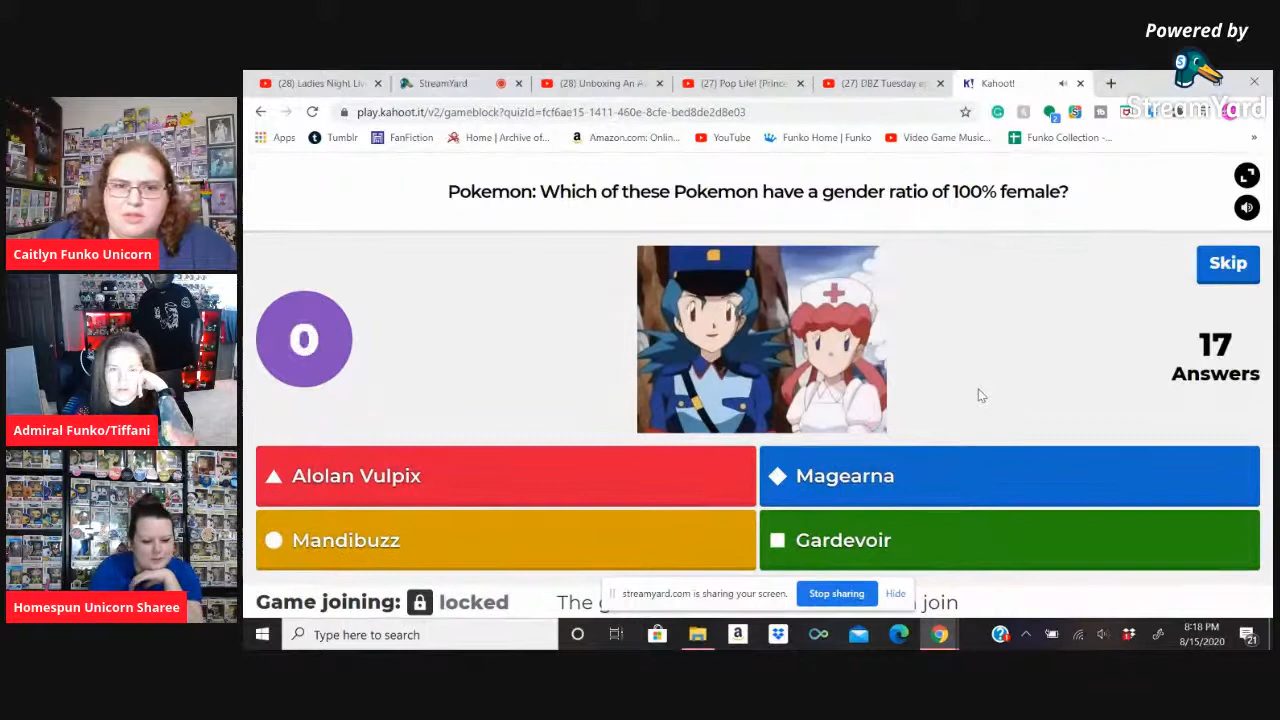 Powered by
StreamYard
(28) Ladies Night Liv
StreamYard
(28) Unboxing An A
(27) Pop Life! (Prince
(27) DBZ Tuesday ep
Kahoot!
play.kahoot.it/v2/gameblock?quizId=fcf6ae15-1411-460e-8cfe-bed8de2d8e03
Apps
Tumblr
FanFiction
Home | Archive of...
Amazon.com: Onlin...
YouTube
Funko Home | Funko
Video Game Music...
Funko Collection -...
»
Pokemon: Which of these Pokemon have a gender ratio of 100% female?
Caitlyn Funko Unicorn
0
Skip
17
Answers
Admiral Funko/Tiffani
Alolan Vulpix
Magearna
Mandibuzz
Gardevoir
Homespun Unicorn Sharee
Game joining: locked
The
join
streamyard.com is sharing your screen.
Stop sharing
Hide
Type here to search
8:18 PM
8/15/2020
21